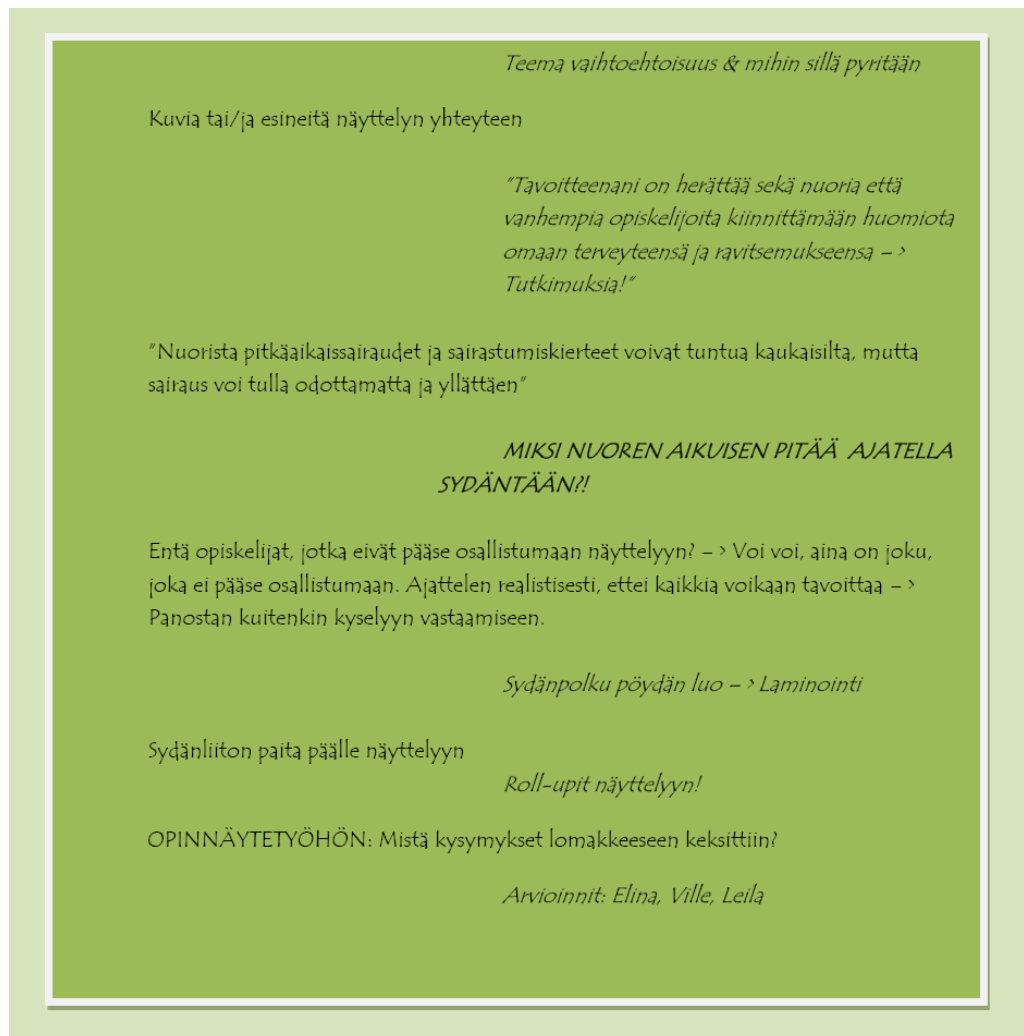 Teema vaihtoehtoisuus & mihin sillä pyritään
Kuvia tai/ja esineitä näyttelyn yhteyteen
"Tavoitteenani on herättää sekä nuoria että
vanhempia opiskelijoita kiinnittämään huomiota
omaan terveyteensä ja ravitsemukseensa – >
Tutkimuksia!"
"Nuorista pitkäaikaissairaudet ja sairastumiskierteet voivat tuntua kaukaisilta, mutta
sairaus voi tulla odottamatta ja yllättäen"
MIKSI NUOREN AIKUISEN PITÄÄ AJATELLA
SYDÄNTÄÄN?!
Entä opiskelijat, jotka eivät pääse osallistumaan näyttelyyn? – > Voi voi, aina on joku,
joka ei pääse osallistumaan. Ajattelen realistisesti, ettei kaikkia voikaan tavoittaa – >
Panostan kuitenkin kyselyyn vastaamiseen.
Sydänpolku pöydän luo – > Laminointi
Sydänliiton paita päälle näyttelyyn
Roll-upit näyttelyyn!
OPINNÄYTETYÖHÖN: Mistä kysymykset lomakkeeseen keksittiin?
Arvioinnit: Elina, Ville, Leila